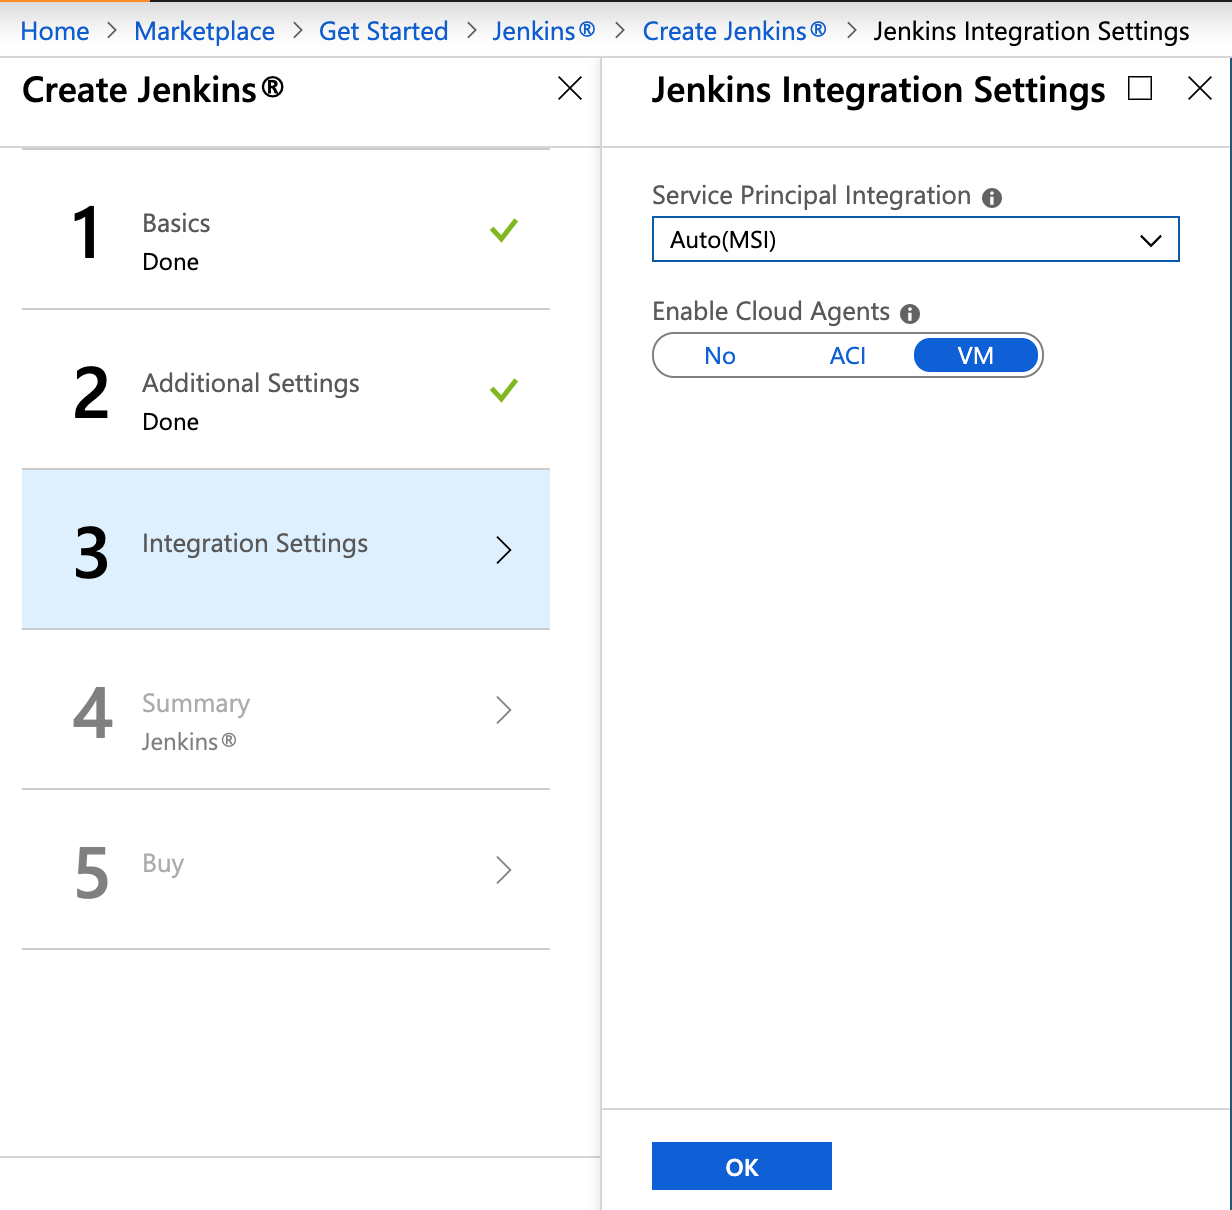 Home > Marketplace > Get Started > Jenkins® > Create Jenkins® > Jenkins Integration Settings
Create Jenkins®
1
Basics
Done
2
Additional Settings
Done
3
Integration Settings
4
Summary
Jenkins®
5
Buy
Jenkins Integration Settings
Service Principal Integration
Auto(MSI)
Enable Cloud Agents
No ACI VM
OK